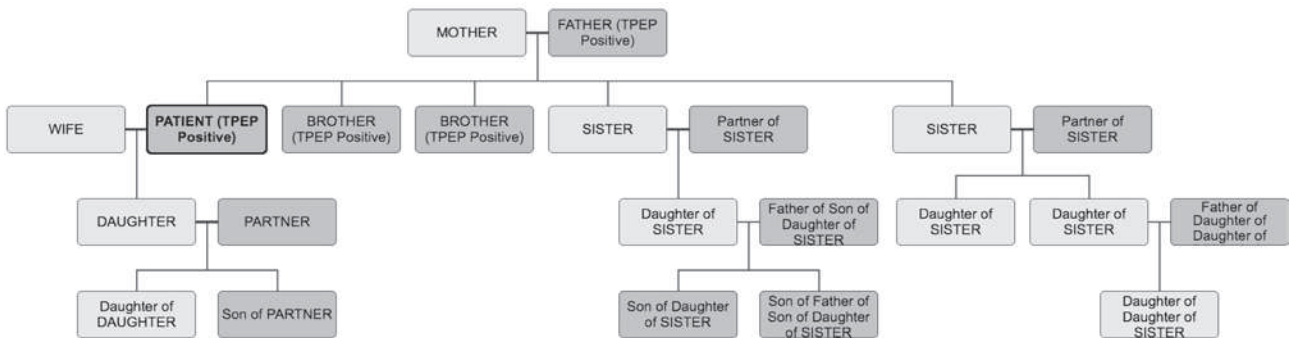 MOTHER
FATHER (TPEP
Positive)
WIFE
PATIENT (TPEP
Positive)
BROTHER
(TPEP Positive)
BROTHER
(TPEP Positive)
SISTER
Partner of
SISTER
SISTER
Partner of
SISTER
DAUGHTER
PARTNER
Daughter of
SISTER
Father of Son of
Daughter of
SISTER
Daughter of
SISTER
Daughter of
SISTER
Father of
Daughter of
Daughter of
Daughter of
DAUGHTER
Son of PARTNER
Son of Daughter
of SISTER
Son of Father of
Son of Daughter
of SISTER
Daughter of
Daughter of
SISTER